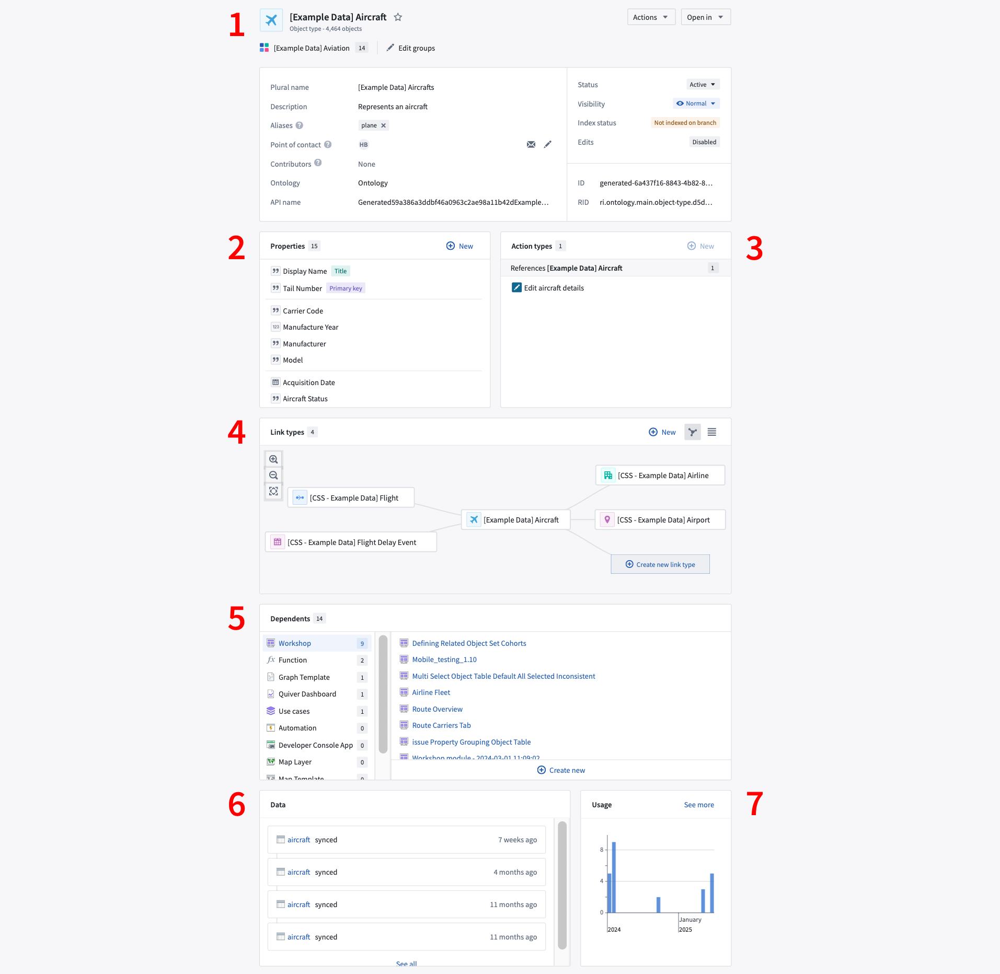 1
[Example Data] Aircraft
Actions
Open in
Object type - 4,464 objects
[Example Data] Aviation 14
Edit groups
Plural name [Example Data] Aircrafts
Description Represents an aircraft
Aliases ? plane
Point of contact ? HB
Contributors ? None
Ontology Ontology
API name Generated59a386a3ddbf46a0963c2ae98a11b42dExample...
Status Active
Visibility Normal
Index status Not indexed on branch
Edits Disabled
ID generated-6a437f16-8843-4b82-8...
RID ri.ontology.main.object-type.d5d...
2
Properties 15
New
Display Name Title
Tail Number Primary key
Carrier Code
123 Manufacture Year
Manufacturer
Model
Acquisition Date
Aircraft Status
3
Action types 1
New
References [Example Data] Aircraft 1
Edit aircraft details
4
Link types 4
New
[CSS - Example Data] Airline
[CSS - Example Data] Flight
[Example Data] Aircraft
[CSS - Example Data] Airport
[CSS - Example Data] Flight Delay Event
Create new link type
5
Dependents 14
Workshop 9
Function 2
Graph Template 1
Quiver Dashboard 1
Use cases 1
Automation 0
Developer Console App 0
Map Layer 0
Map Template 0
Defining Related Object Set Cohorts
Mobile_testing_1.10
Multi Select Object Table Default All Selected Inconsistent
Airline Fleet
Route Overview
Route Carriers Tab
issue Property Grouping Object Table
Workshop module - 2024-03-01 11:09:02
Create new
6
Data
aircraft synced 7 weeks ago
aircraft synced 4 months ago
aircraft synced 11 months ago
aircraft synced 11 months ago
See all
7
Usage
See more
8
4
0
January
2024
2025